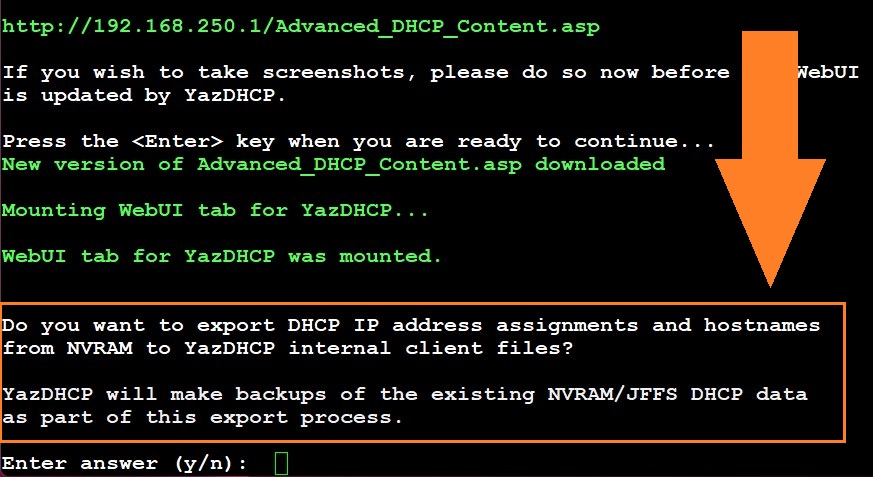 http://192.168.250.1/Advanced_DHCP_Content.asp
If you wish to take screenshots, please do so now before WebUI
is updated by YazDHCP.
Press the <Enter> key when you are ready to continue...
New version of Advanced_DHCP_Content.asp downloaded
Mounting WebUI tab for YazDHCP...
WebUI tab for YazDHCP was mounted.
Do you want to export DHCP IP address assignments and hostnames
from NVRAM to YazDHCP internal client files?
YazDHCP will make backups of the existing NVRAM/JFFS DHCP data
as part of this export process.
Enter answer (y/n):